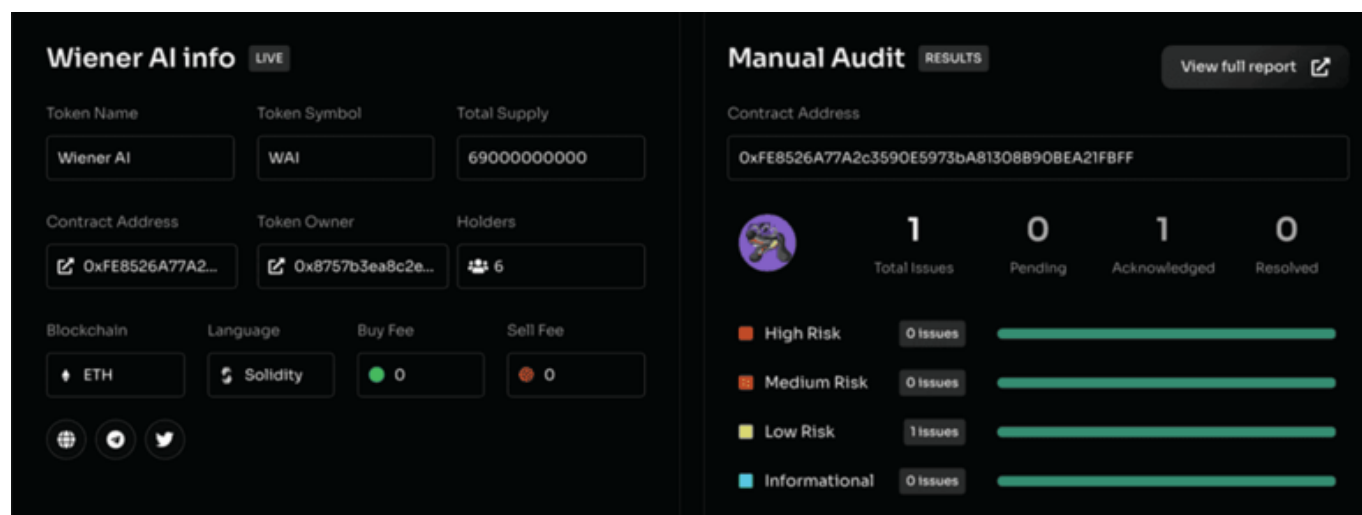 Wiener AI info LIVE
Token Name Token Symbol Total Supply
Wiener AI WAI 69000000000
Contract Address Token Owner Holders
0xFE8526A77A2... 0x8757b3ea8c2e... 6
Blockchain Language Buy Fee Sell Fee
ETH Solidity 0 0
Manual Audit RESULTS View full report
Contract Address
0xFE8526A77A2c3590E5973bA81308B90BEA21FBFF
1 0 1 0
Total Issues Pending Acknowledged Resolved
High Risk 0 issues
Medium Risk 0 issues
Low Risk 1 issues
Informational 0 issues